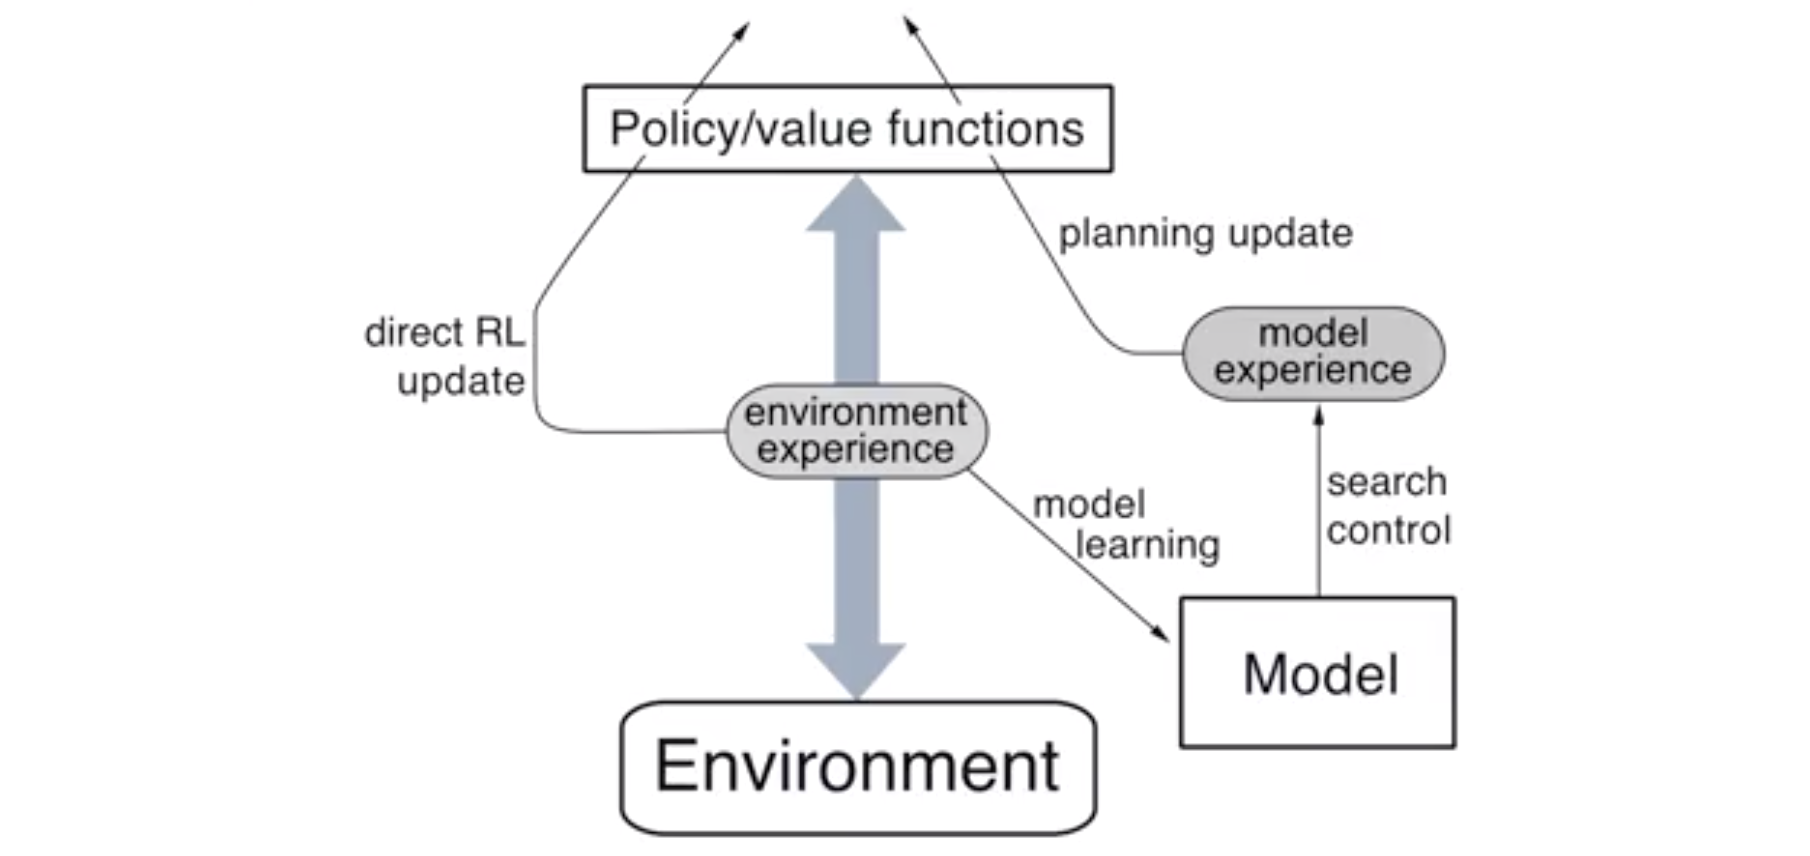 Policy/value functions
planning update
direct RL
update
model
experience
environment
experience
model
learning
search
control
Model
Environment